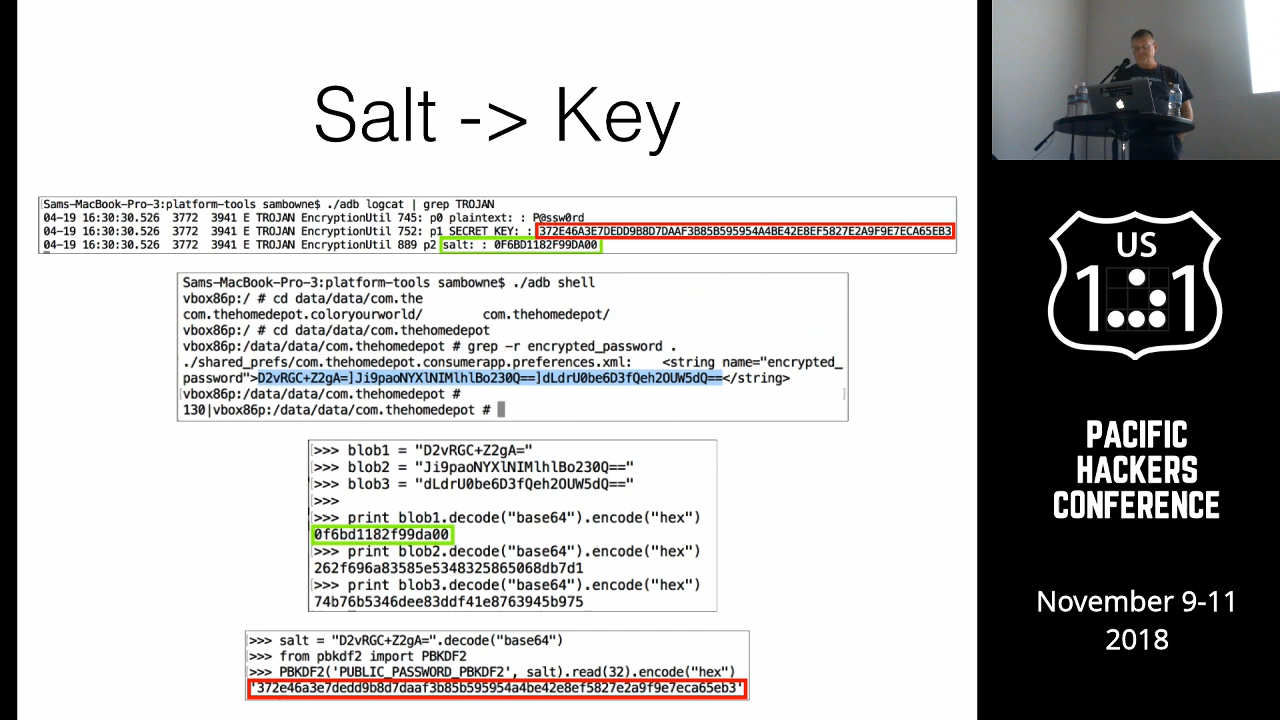 Salt -> Key
Sams-MacBook-Pro-3:platform-tools sambowne$ ./adb logcat | grep TROJAN
04-19 16:30:30.526 3772 3941 E TROJAN EncryptionUtil 745: p0 plaintext: : P@ssw0rd
04-19 16:30:30.526 3772 3941 E TROJAN EncryptionUtil 752: p1 SECRET KEY: : 372E46A3E7DEDD9B8D7DAAF3B85B595954A4BE42E8EF5827E2A9F9E7ECA65EB3
04-19 16:30:30.526 3772 3941 E TROJAN EncryptionUtil 889 p2 salt: : 0F6BD1182F99DA00
Sams-MacBook-Pro-3:platform-tools sambowne$ ./adb shell
vbox86p:/ # cd data/data/com.the
com.thehomedepot.coloryourworld/ com.thehomedepot/
vbox86p:/ # cd data/data/com.thehomedepot
vbox86p:/data/data/com.thehomedepot # grep -r encrypted_password .
./shared_prefs/com.thehomedepot.consumerapp.preferences.xml: <string name="encrypted_
password">D2vRGC+Z2gA=]Ji9paoNYXlNIMlhlBo230Q==]dLdrU0be6D3fQeh2OUW5dQ==</string>
vbox86p:/data/data/com.thehomedepot #
130|vbox86p:/data/data/com.thehomedepot #
>>> blob1 = "D2vRGC+Z2gA="
>>> blob2 = "Ji9paoNYXlNIMlhlBo230Q=="
>>> blob3 = "dLdrU0be6D3fQeh2OUW5dQ=="
>>>
>>> print blob1.decode("base64").encode("hex")
0f6bd1182f99da00
>>> print blob2.decode("base64").encode("hex")
262f696a83585e5348325865068db7d1
>>> print blob3.decode("base64").encode("hex")
74b76b5346dee83ddf41e8763945b975
>>> salt = "D2vRGC+Z2gA=".decode("base64")
>>> from pbkdf2 import PBKDF2
>>> PBKDF2('PUBLIC_PASSWORD_PBKDF2', salt).read(32).encode("hex")
'372e46a3e7dedd9b8d7daaf3b85b595954a4be42e8ef5827e2a9f9e7eca65eb3'
US
1 1
PACIFIC
HACKERS
CONFERENCE
November 9-11
2018